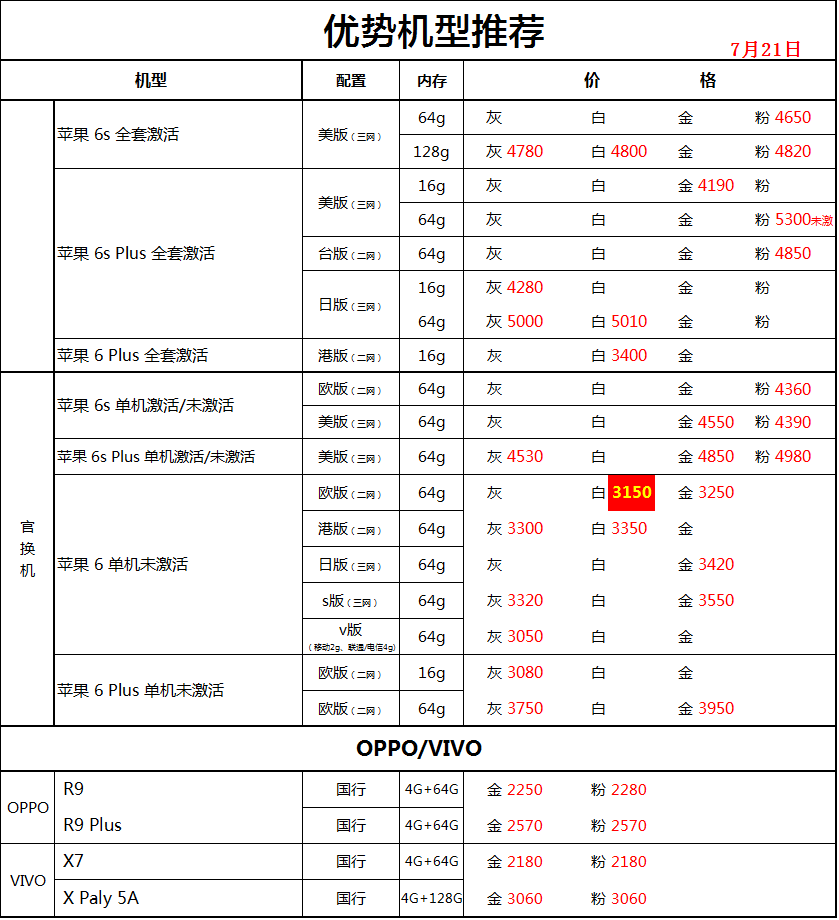 优势机型推荐
7月21日
机型 配置 内存 价 格
苹果 6s 全套激活 美版（三网） 64g 灰 白 金 粉 4650
128g 灰 4780 白 4800 金 粉 4820
苹果 6s Plus 全套激活 美版（三网） 16g 灰 白 金 4190 粉
64g 灰 白 金 粉 5300未激
台版（二网） 64g 灰 白 金 粉 4850
日版（三网） 16g 灰 4280 白 金 粉
64g 灰 5000 白 5010 金 粉
苹果 6 Plus 全套激活 港版（二网） 16g 灰 白 3400 金
官换机
苹果 6s 单机激活/未激活 欧版（二网） 64g 灰 白 金 粉 4360
美版（三网） 64g 灰 白 金 4550 粉 4390
苹果 6s Plus 单机激活/未激活 美版（三网） 64g 灰 4530 白 金 4850 粉 4980
苹果 6 单机未激活 欧版（二网） 64g 灰 白 3150 金 3250
港版（二网） 64g 灰 3300 白 3350 金
日版（三网） 64g 灰 白 金 3420
s版（三网） 64g 灰 3320 白 金 3550
v版
（移动2g、联通/电信4g） 64g 灰 3050 白 金
苹果 6 Plus 单机未激活 欧版（二网） 16g 灰 3080 白 金
欧版（二网） 64g 灰 3750 白 金 3950
OPPO/VIVO
OPPO R9 国行 4G+64G 金 2250 粉 2280
R9 Plus 国行 4G+64G 金 2570 粉 2570
VIVO X7 国行 4G+64G 金 2180 粉 2180
X Paly 5A 国行 4G+128G 金 3060 粉 3060